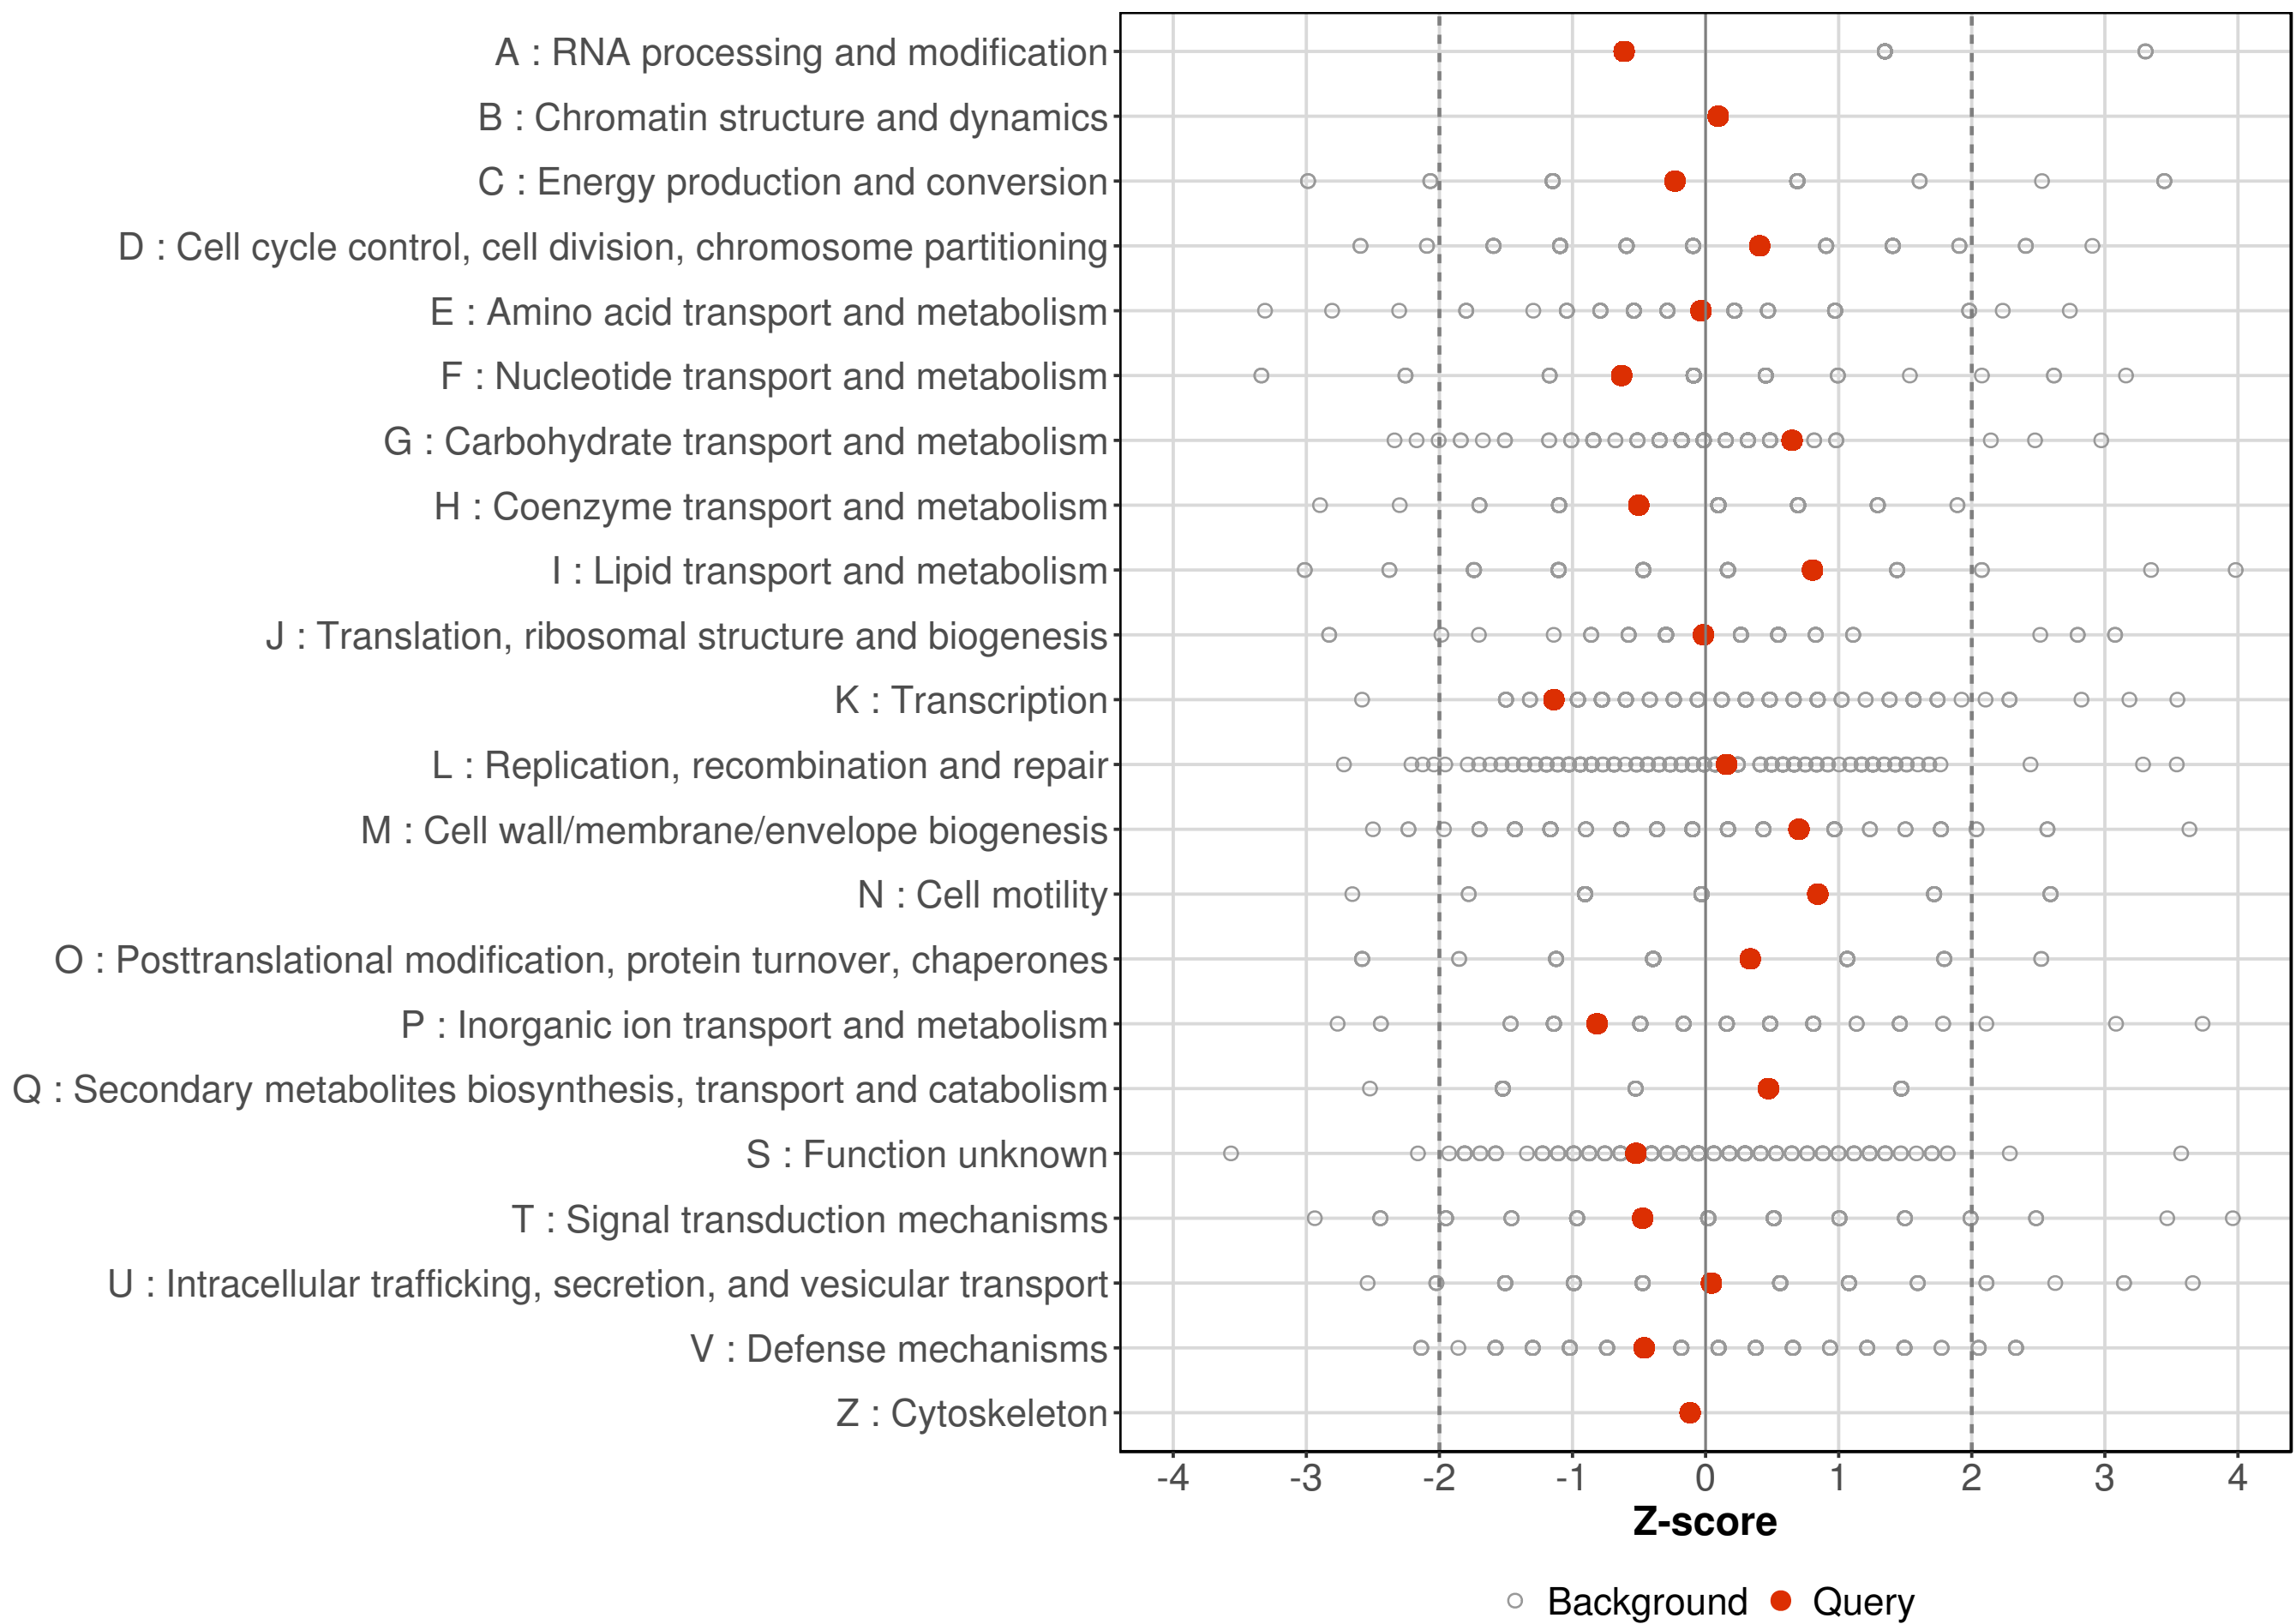 A : RNA processing and modification
B : Chromatin structure and dynamics
C : Energy production and conversion
D : Cell cycle control, cell division, chromosome partitioning
E : Amino acid transport and metabolism
F : Nucleotide transport and metabolism
G : Carbohydrate transport and metabolism
H : Coenzyme transport and metabolism
I : Lipid transport and metabolism
J : Translation, ribosomal structure and biogenesis
K : Transcription
L : Replication, recombination and repair
M : Cell wall/membrane/envelope biogenesis
N : Cell motility
O : Posttranslational modification, protein turnover, chaperones
P : Inorganic ion transport and metabolism
Q : Secondary metabolites biosynthesis, transport and catabolism
S : Function unknown
T : Signal transduction mechanisms
U : Intracellular trafficking, secretion, and vesicular transport
V : Defense mechanisms
Z : Cytoskeleton
-4 -3 -2 -1 0 1 2 3 4
Z-score
Background Query